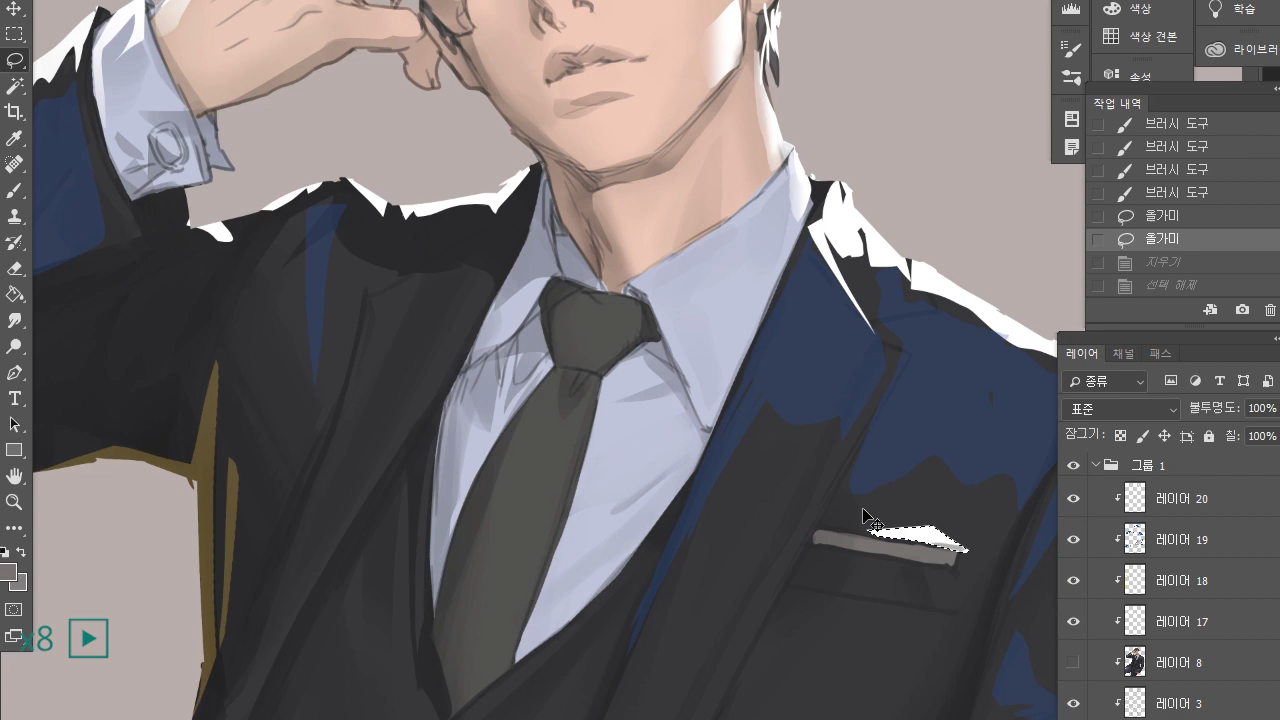 색상
학습
색상 견본
라이브러
속성
작업 내역
브러시 도구
브러시 도구
브러시 도구
브러시 도구
올가미
올가미
지우기
선택 해제
레이어 채널 패스
종류
표준 불투명도: 100%
잠그기: 칠: 100%
그룹 1
레이어 20
레이어 19
레이어 18
레이어 17
레이어 8
레이어 3
x8